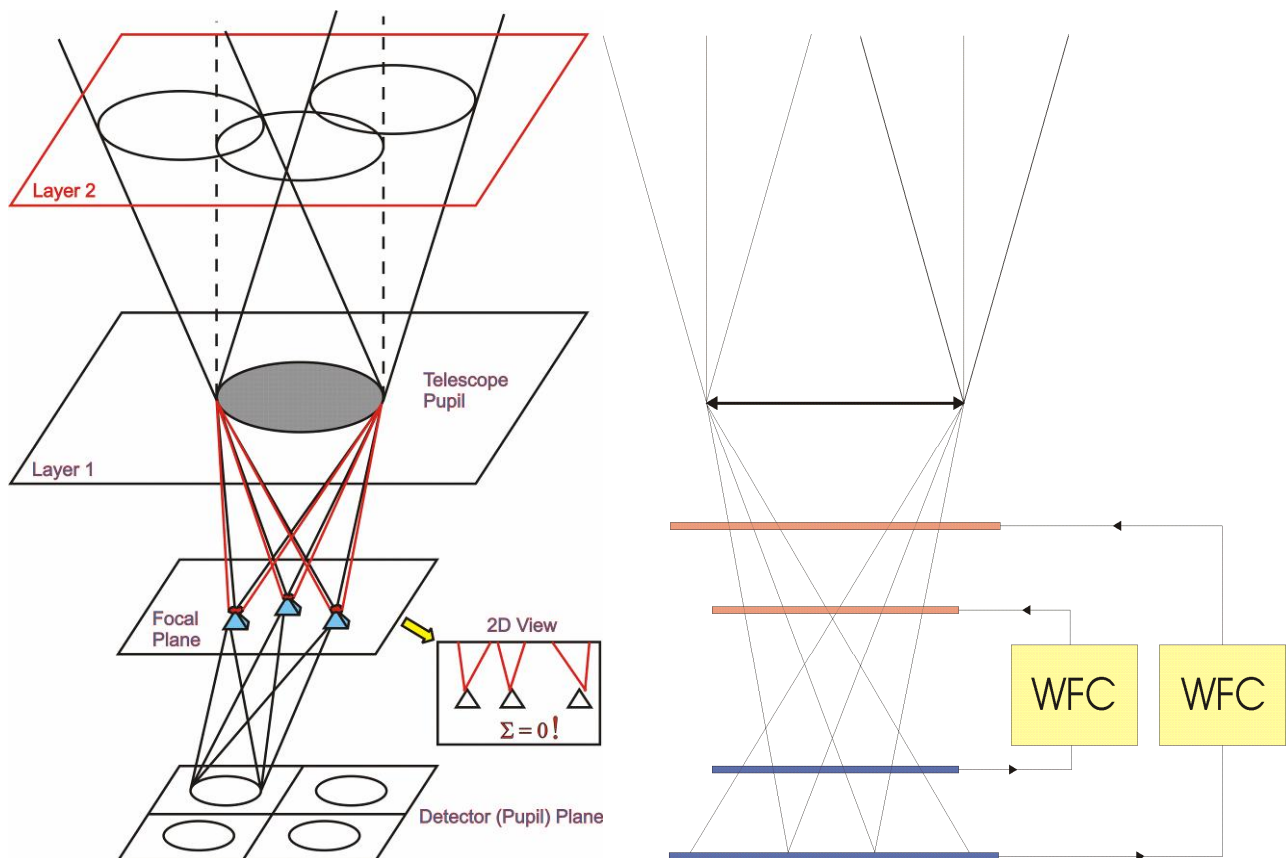 Layer 2
Telescope
Pupil
Layer 1
Focal
Plane
2D View
Σ = 0!
Detector (Pupil) Plane
WFC
WFC